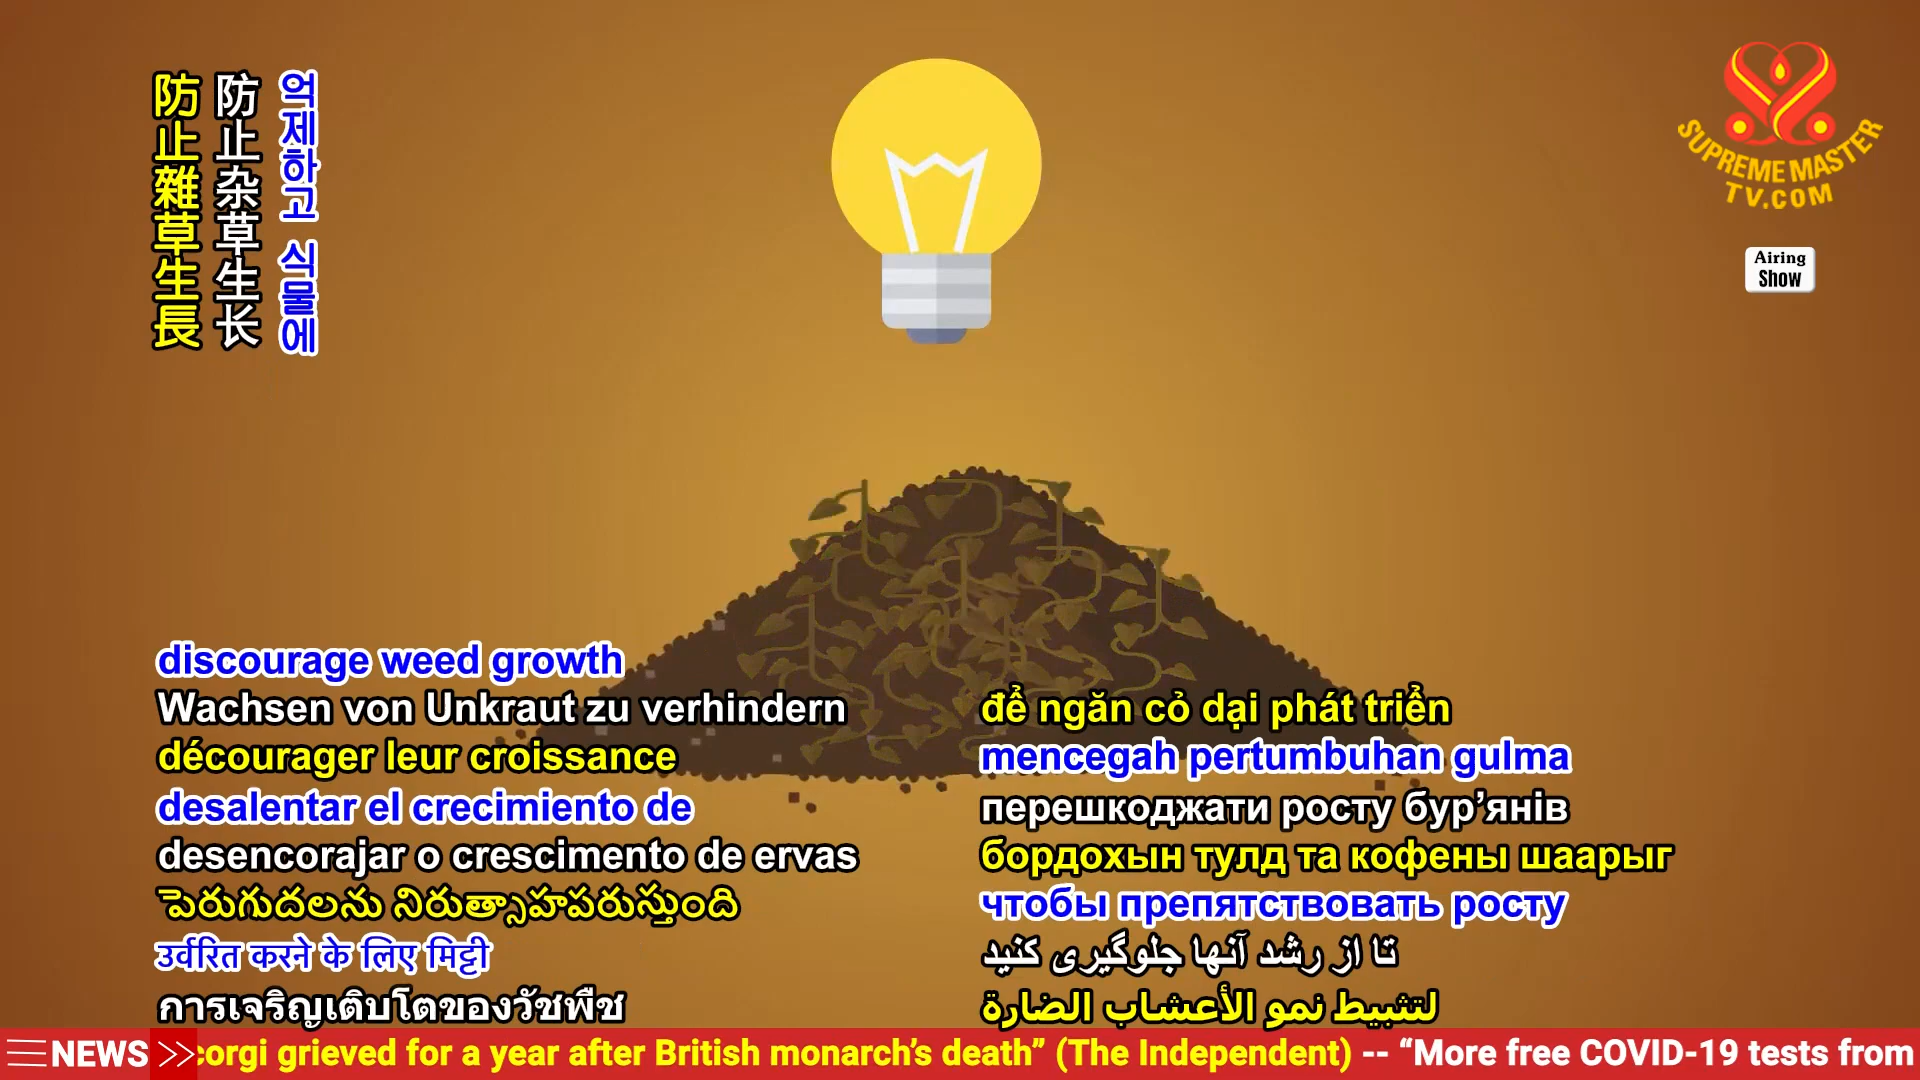 防止雜草生長
防止杂草生长
억제하고 식물에
SUPREME MASTER
TV.COM
Airing
Show
discourage weed growth
Wachsen von Unkraut zu verhindern
décourager leur croissance
desalentar el crecimiento de
desencorajar o crescimento de ervas
పెరుగుదలను నిరుత్సాహపరుస్తుంది
उर्वरित करने के लिए मिट्टी
การเจริญเติบโตของวัชพืช
để ngăn cỏ dại phát triển
mencegah pertumbuhan gulma
перешкоджати росту бур’янів
бордохын тулд та кофены шаарыг
чтобы препятствовать росту
تا از رشد آنها جلوگیری کنید
لتثبيط نمو الأعشاب الضارة
NEWS >> corgi grieved for a year after British monarch’s death” (The Independent) -- “More free COVID-19 tests from